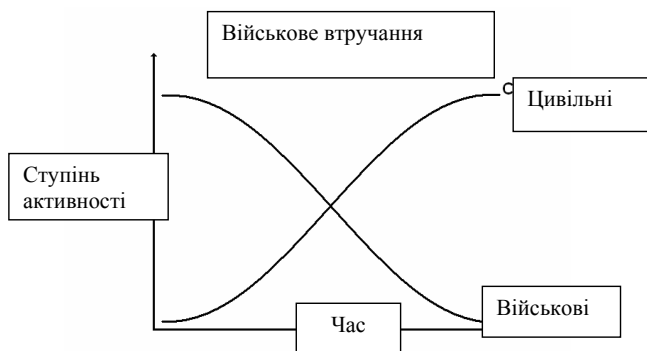 Військове втручання
Цивільні
Ступінь
активності
Військові
Час